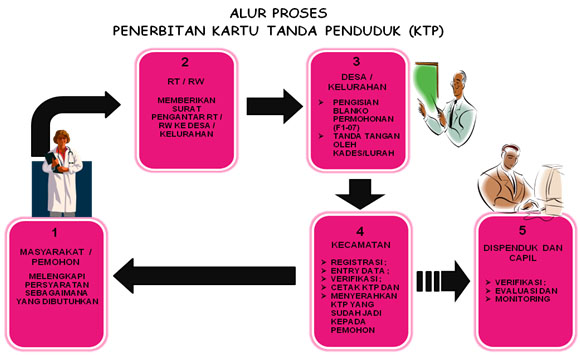 ALUR PROSES
PENERBITAN KARTU TANDA PENDUDUK (KTP)
1
MASYARAKAT /
PEMOHON
MELENGKAPI
PERSYARATAN
SEBAGAIMANA
YANG DIBUTUHKAN
2
RT / RW
MEMBERIKAN
SURAT
PENGANTAR RT /
RW KE DESA /
KELURAHAN
3
DESA /
KELURAHAN
➢ PENGISIAN
BLANKO
PERMOHONAN
(F1-07)
➢ TANDA TANGAN
OLEH
KADES/LURAH
4
KECAMATAN
➢ REGISTRASI ;
➢ ENTRY DATA ;
➢ VERIFIKASI ;
➢ CETAK KTP DAN
➢ MENYERAHKAN
KTP YANG
SUDAH JADI
KEPADA
PEMOHON
5
DISPENDUK DAN
CAPIL
➢ VERIFIKASI ;
➢ EVALUASI DAN
➢ MONITORING